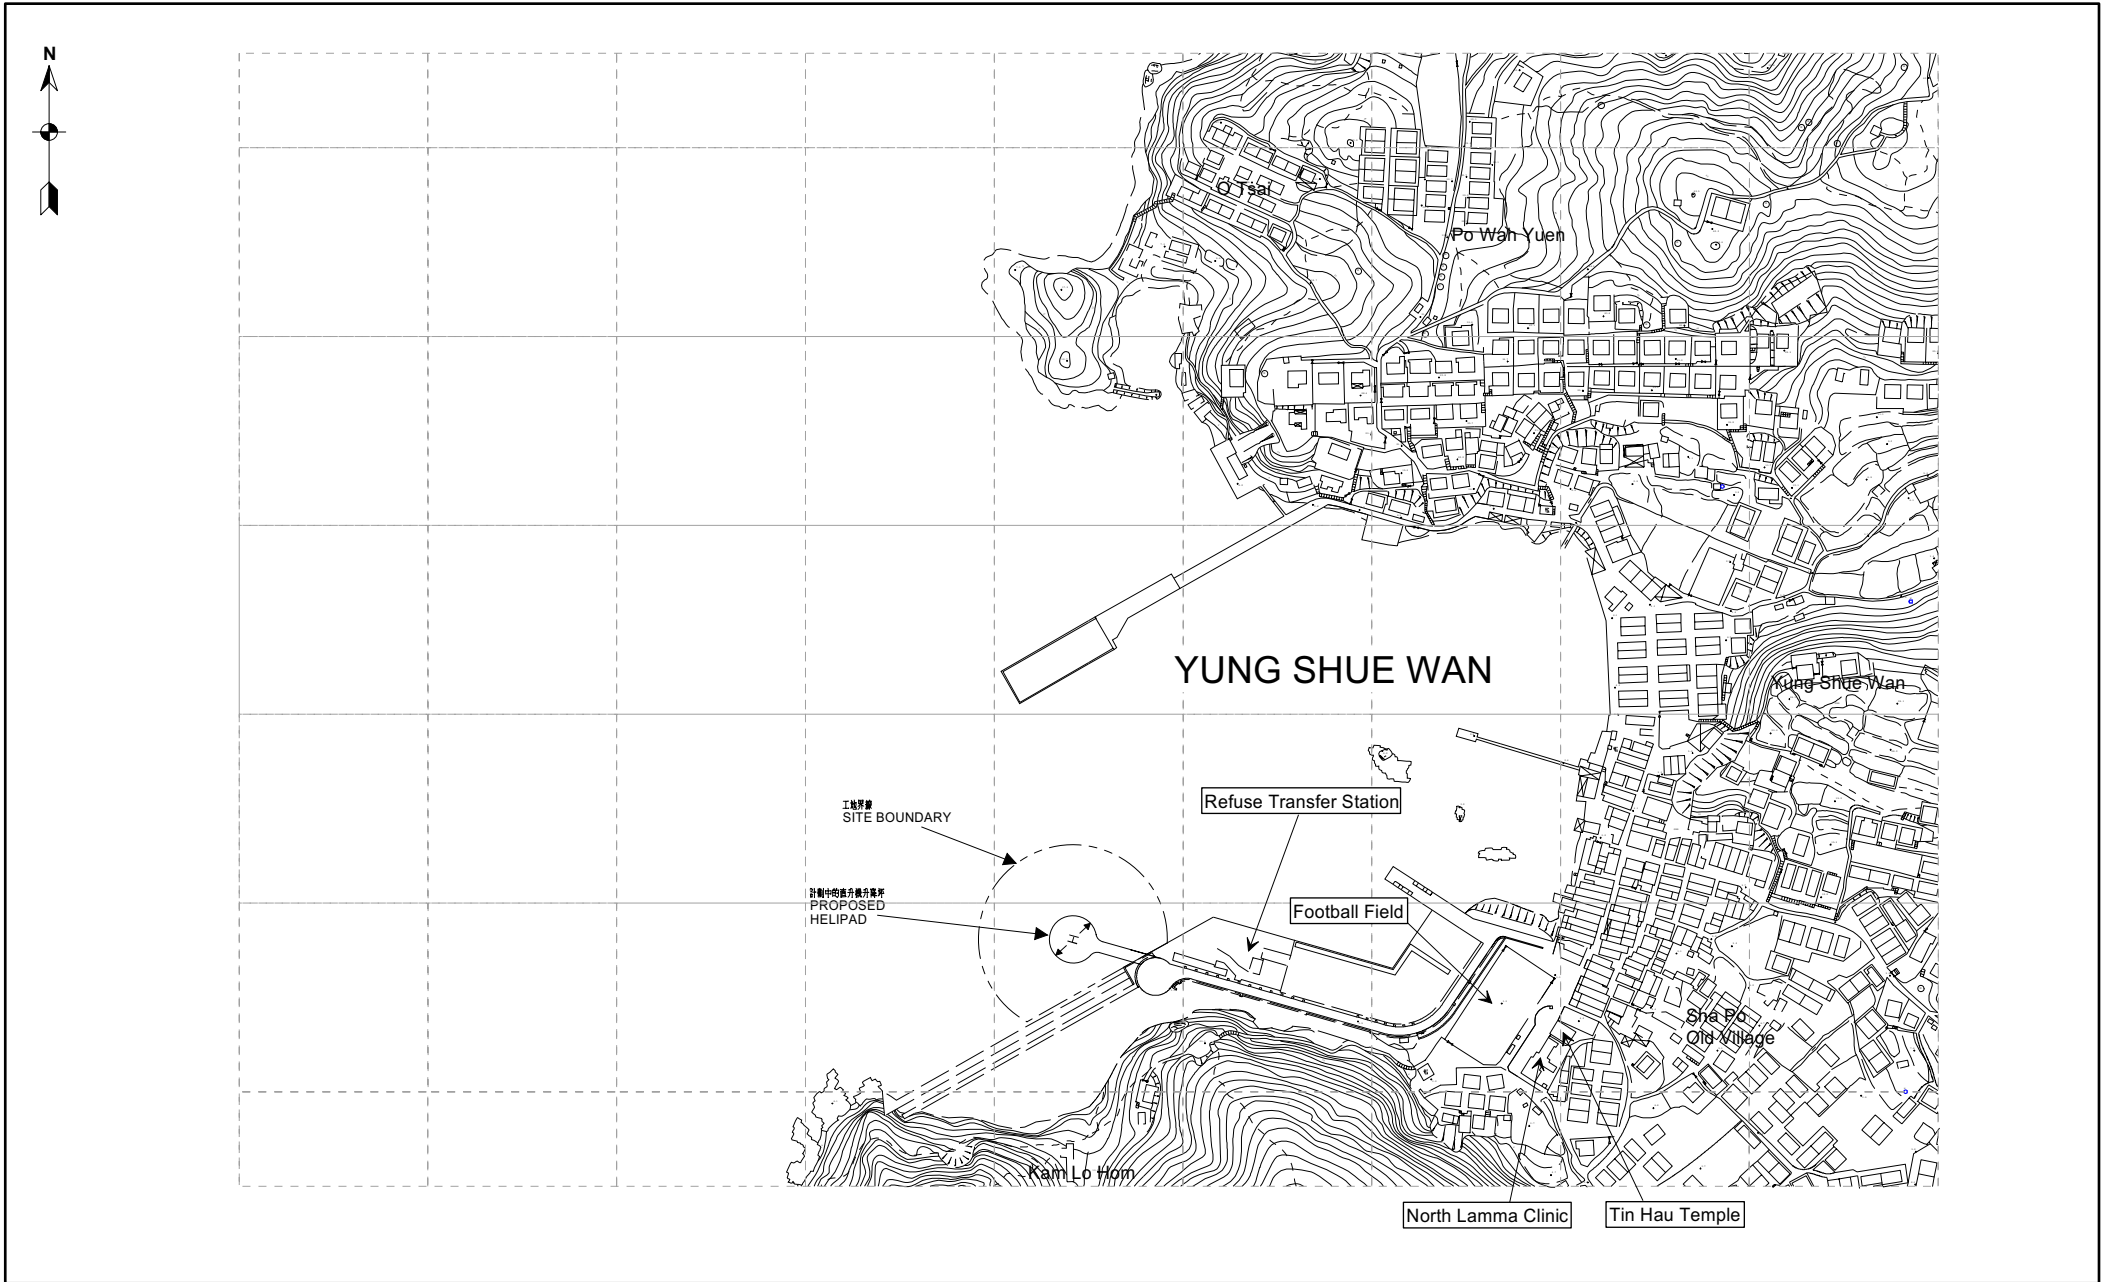 N
O Tsai
Po Wah Yuen
YUNG SHUE WAN
Yung Shue Wan
Refuse Transfer Station
工地界線
SITE BOUNDARY
計劃中的直升機升降坪
PROPOSED
HELIPAD
H
Football Field
Sha Po
Old Village
Kam Lo Hom
North Lamma Clinic
Tin Hau Temple